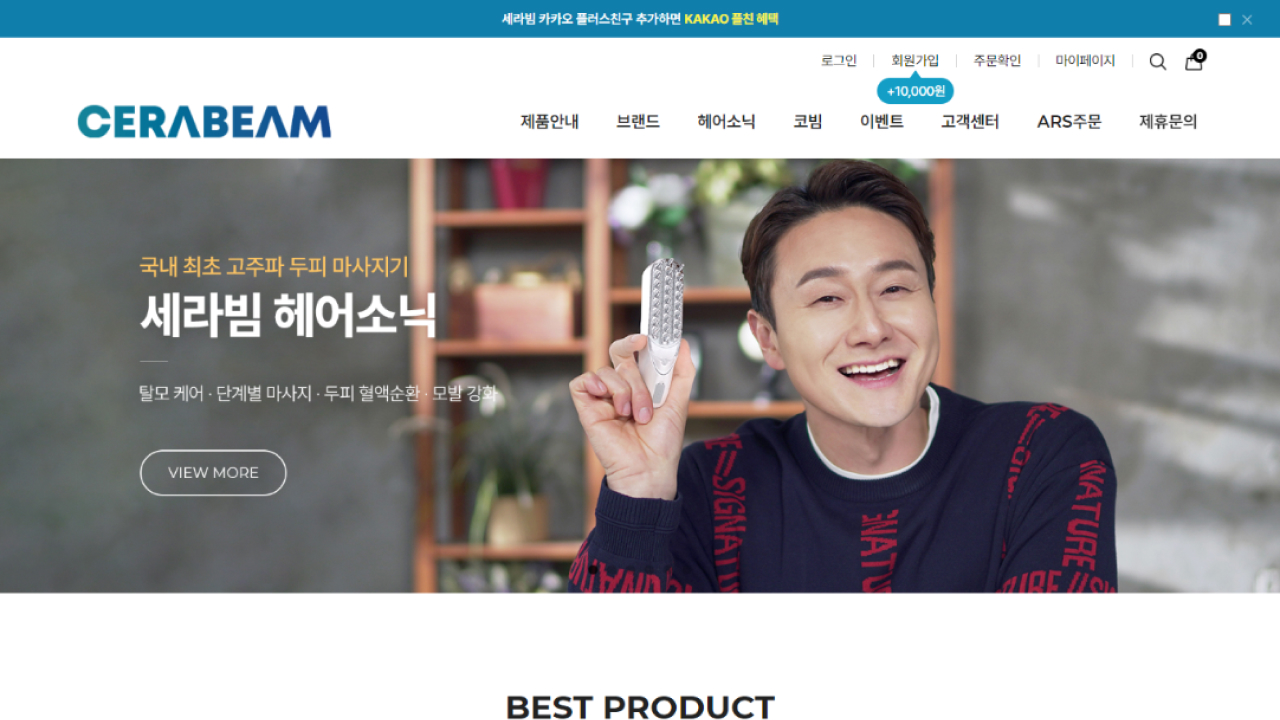 세라빔 카카오 플러스친구 추가하면 KAKAO 플친 혜택
로그인 회원가입 주문확인 마이페이지 0
+10,000원
CERABEAM
제품안내 브랜드 헤어소닉 코빔 이벤트 고객센터 ARS주문 제휴문의
국내 최초 고주파 두피 마사지기
세라빔 헤어소닉
탈모 케어 · 단계별 마사지 · 두피 혈액순환 · 모발 강화
VIEW MORE
BEST PRODUCT